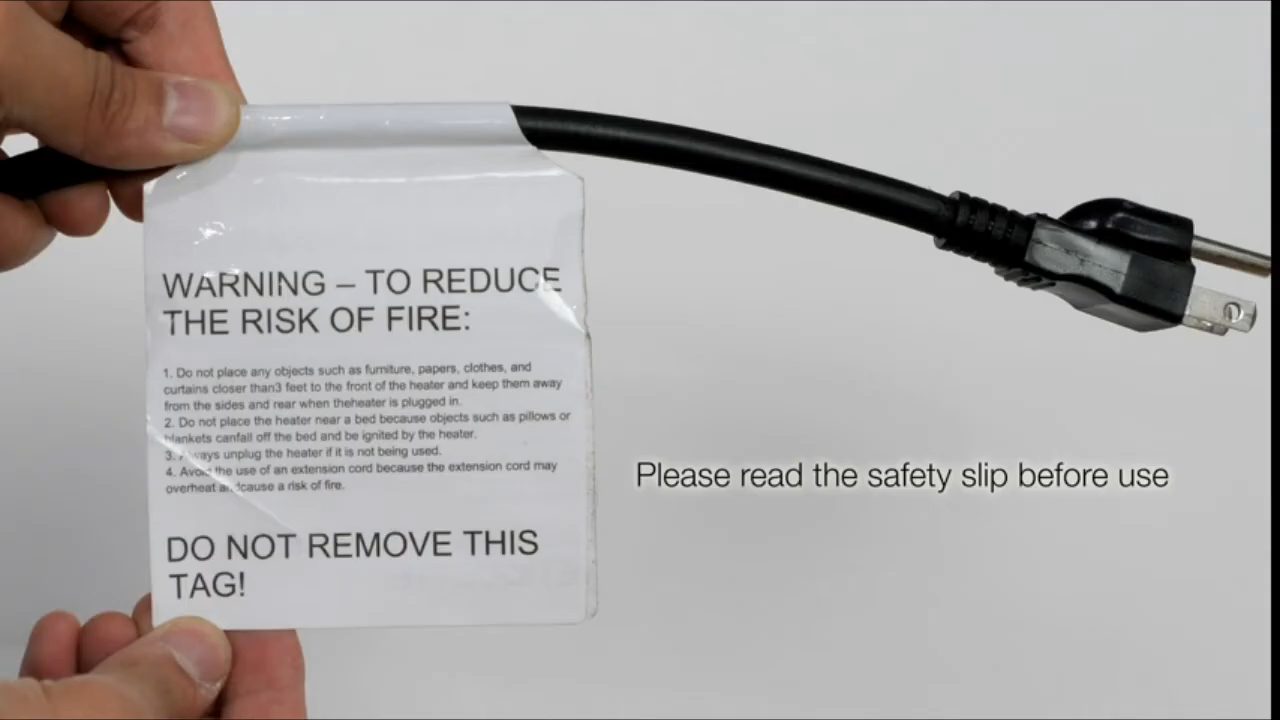 WARNING – TO REDUCE
THE RISK OF FIRE:
1. Do not place any objects such as furniture, papers, clothes, and
curtains closer than3 feet to the front of the heater and keep them away
from the sides and rear when theheater is plugged in.
2. Do not place the heater near a bed because objects such as pillows or
blankets canfall off the bed and be ignited by the heater.
3. Always unplug the heater if it is not being used.
4. Avoid the use of an extension cord because the extension cord may
overheat andcause a risk of fire.
DO NOT REMOVE THIS
TAG!
Please read the safety slip before use